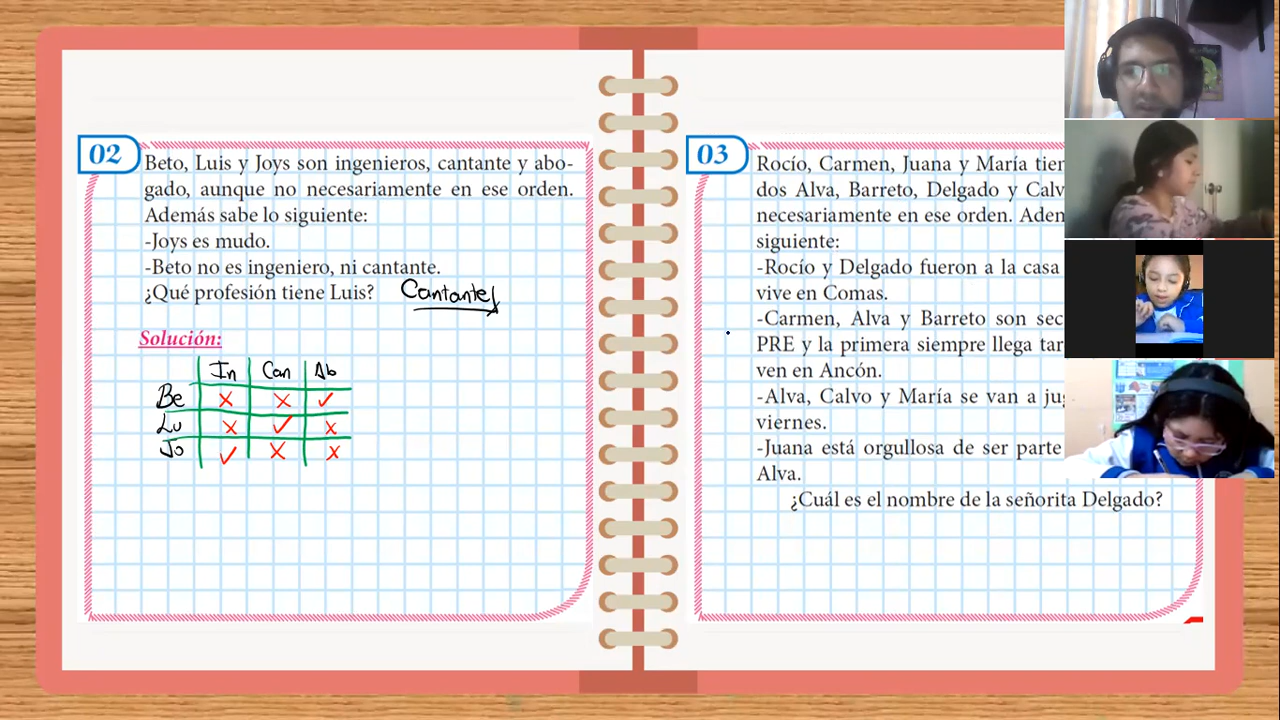 02
Beto, Luis y Joys son ingenieros, cantante y abo-
gado, aunque no necesariamente en ese orden.
Además sabe lo siguiente:
-Joys es mudo.
-Beto no es ingeniero, ni cantante.
¿Qué profesión tiene Luis? Cantante
Solución:
In Can Ab
Be x x ✓
Lu x ✓ x
Jo ✓ x x
03
Rocío, Carmen, Juana y María tien
dos Alva, Barreto, Delgado y Calv
necesariamente en ese orden. Adem
siguiente:
-Rocío y Delgado fueron a la casa
vive en Comas.
-Carmen, Alva y Barreto son sec
PRE y la primera siempre llega tar
ven en Ancón.
-Alva, Calvo y María se van a jug
viernes.
-Juana está orgullosa de ser parte
Alva.
¿Cuál es el nombre de la señorita Delgado?